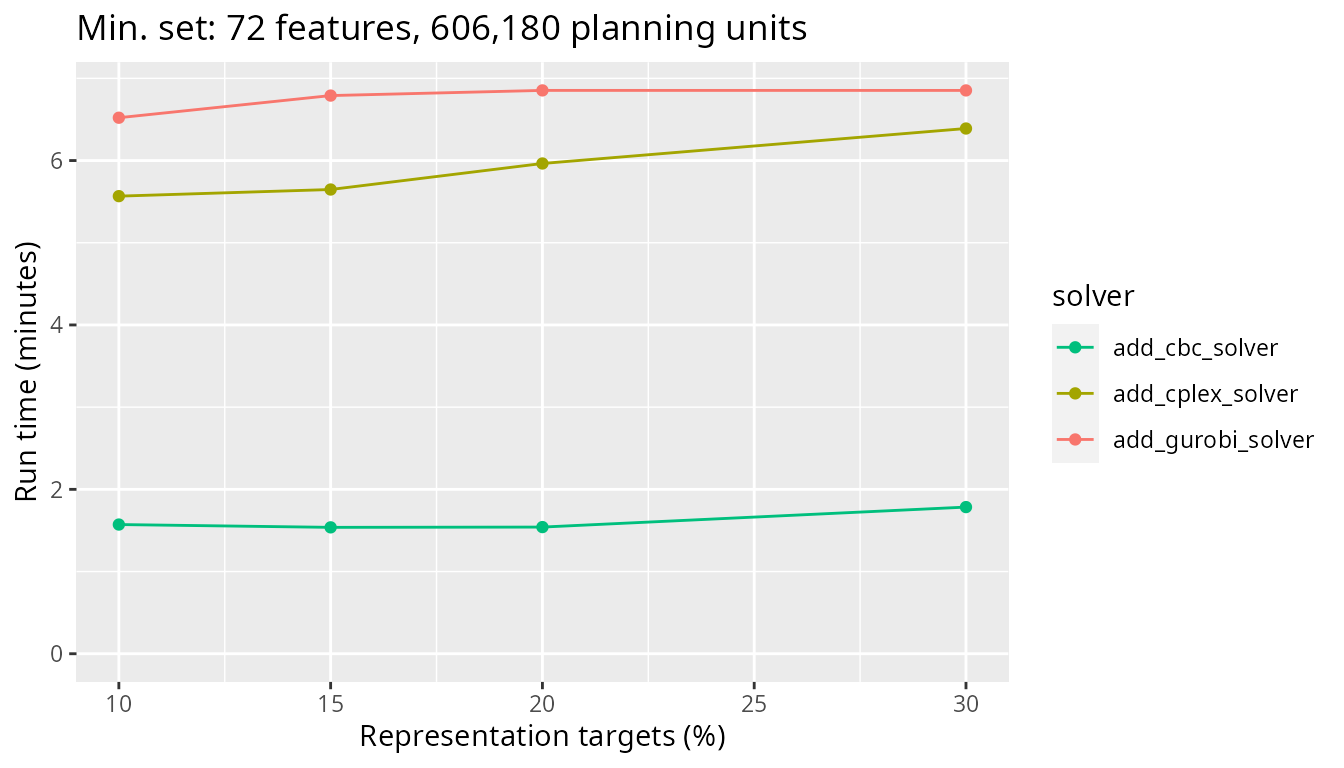 Min. set: 72 features, 606,180 planning units
Run time (minutes)
6
4
2
0
10 15 20 25 30
Representation targets (%)
solver
add_cbc_solver
add_cplex_solver
add_gurobi_solver